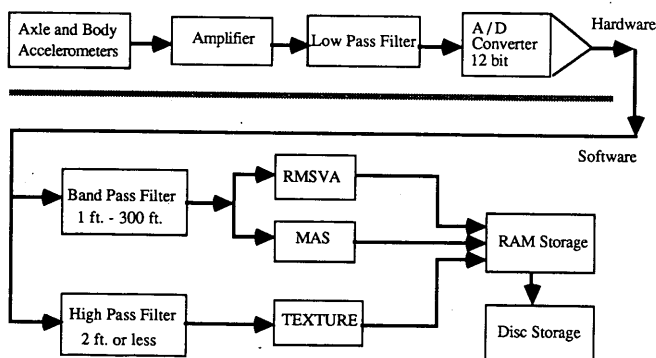 Axle and Body
Accelerometers
Amplifier
Low Pass Filter
A / D
Converter
12 bit
Hardware
Software
Band Pass Filter
1 ft. - 300 ft.
RMSVA
MAS
RAM Storage
High Pass Filter
2 ft. or less
TEXTURE
Disc Storage